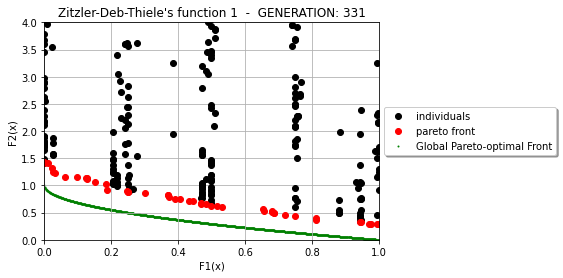 Zitzler-Deb-Thiele's function 1 - GENERATION: 331
4.0
3.5
3.0
2.5
2.0
1.5
1.0
0.5
0.0
F2(x)
0.0 0.2 0.4 0.6 0.8 1.0
F1(x)
individuals
pareto front
Global Pareto-optimal Front